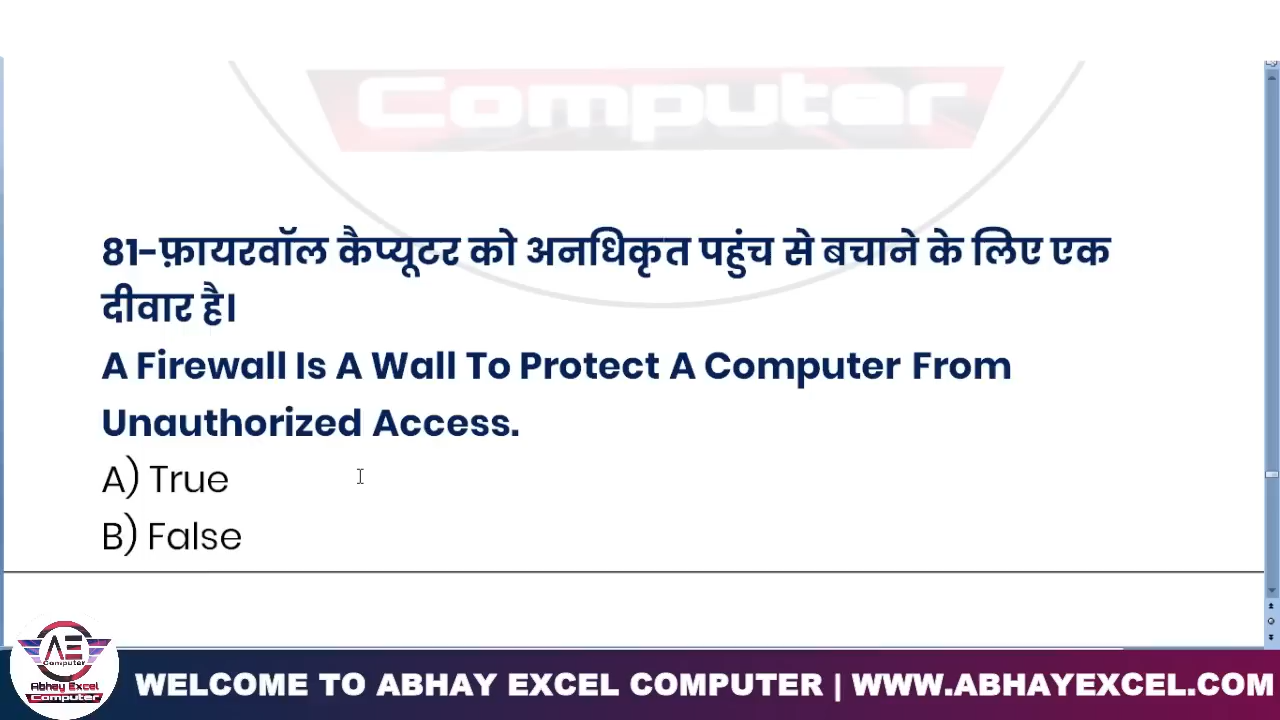 Computer
81-फ़ायरवॉल कैप्यूटर को अनधिकृत पहुंच से बचाने के लिए एक
दीवार है।
A Firewall Is A Wall To Protect A Computer From
Unauthorized Access.
A) True
B) False
AE
Computer
Abhay Excel
Computer
WELCOME TO ABHAY EXCEL COMPUTER | WWW.ABHAYEXCEL.COM